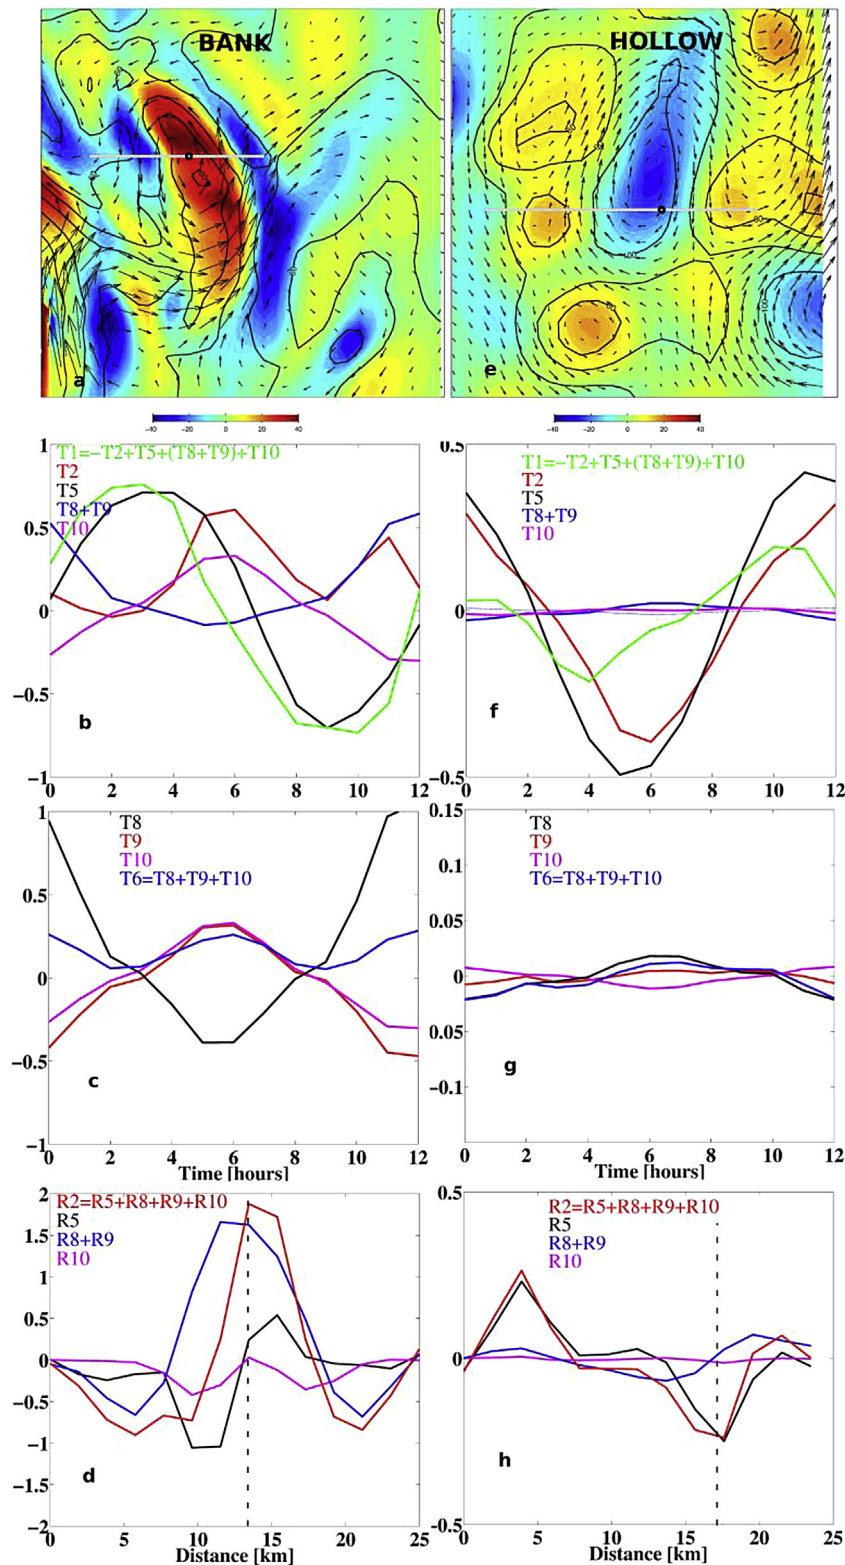 BANK
HOLLOW
a
e
-40 -20 0 20 40
-40 -20 0 20 40
1
0.5
0
−0.5
−1
T1=−T2+T5+(T8+T9)+T10
T2
T5
T8+T9
T10
b
0 2 4 6 8 10 12
0.5
0
−0.5
T1=−T2+T5+(T8+T9)+T10
T2
T5
T8+T9
T10
f
0 2 4 6 8 10 12
1
0.5
0
−0.5
−1
T8
T9
T10
T6=T8+T9+T10
c
0 2 4 6 8 10 12
Time [hours]
0.15
0.1
0.05
0
0.05
−0.1
T8
T9
T10
T6=T8+T9+T10
g
0 2 4 6 8 10 12
Time [hours]
2
1.5
1
0.5
0
−0.5
−1
−1.5
−2
R2=R5+R8+R9+R10
R5
R8+R9
R10
d
0 5 10 15 20 25
Distance [km]
0.5
0
-0.5
R2=R5+R8+R9+R10
R5
R8+R9
R10
h
0 5 10 15 20 25
Distance [km]